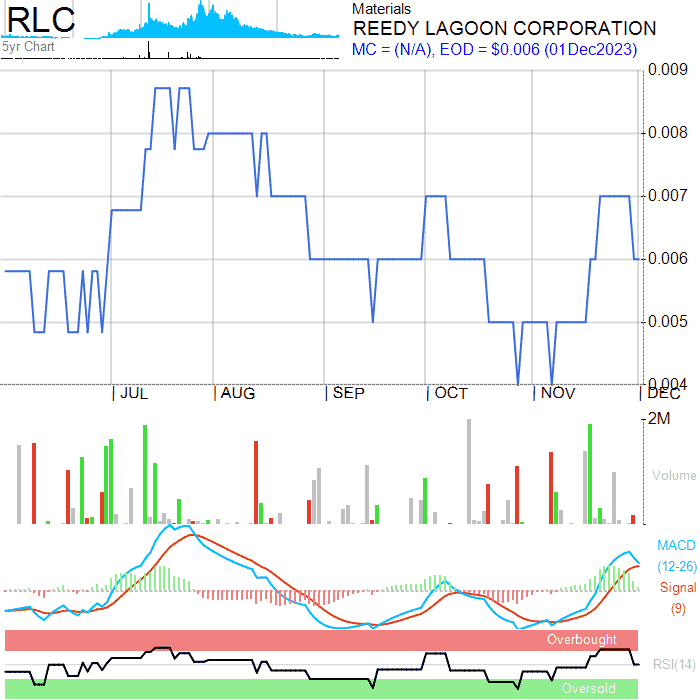 RLC
5yr Chart
Materials
REEDY LAGOON CORPORATION
MC = (N/A), EOD = $0.006 (01Dec2023)
0.009
0.008
0.007
0.006
0.005
0.004
JUL AUG SEP OCT NOV DEC
2M
Volume
MACD
(12-26)
Signal
(9)
Overbought
RSI(14)
Oversold